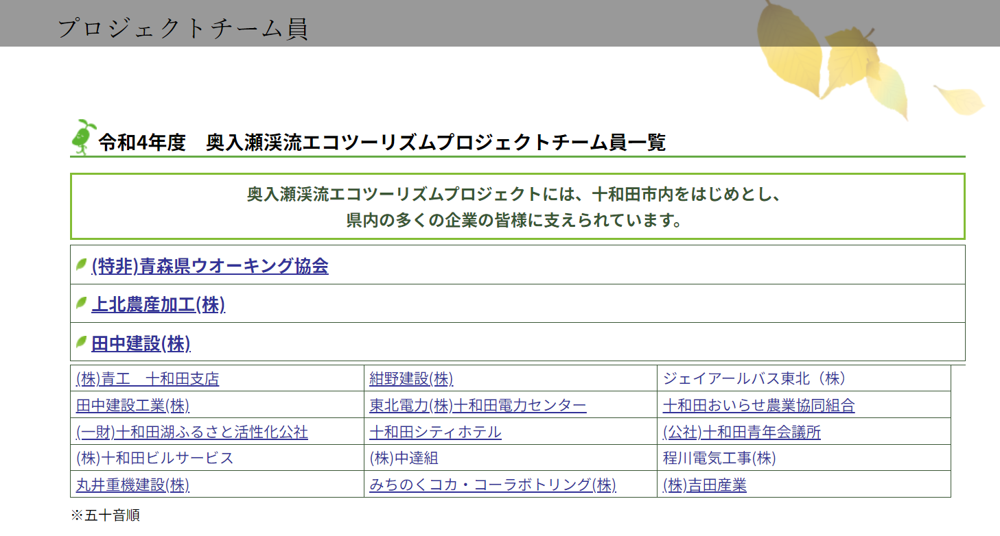 プロジェクトチーム員
令和4年度　奥入瀬渓流エコツーリズムプロジェクトチーム員一覧
奥入瀬渓流エコツーリズムプロジェクトには、十和田市内をはじめとし、
県内の多くの企業の皆様に支えられています。
(特非)青森県ウオーキング協会
上北農産加工(株)
田中建設(株)
(株)青工　十和田支店 紺野建設(株) ジェイアールバス東北（株）
田中建設工業(株) 東北電力(株)十和田電力センター 十和田おいらせ農業協同組合
(一財)十和田湖ふるさと活性化公社 十和田シティホテル (公社)十和田青年会議所
(株)十和田ビルサービス (株)中達組 程川電気工事(株)
丸井重機建設(株) みちのくコカ・コーラボトリング(株) (株)吉田産業
※五十音順